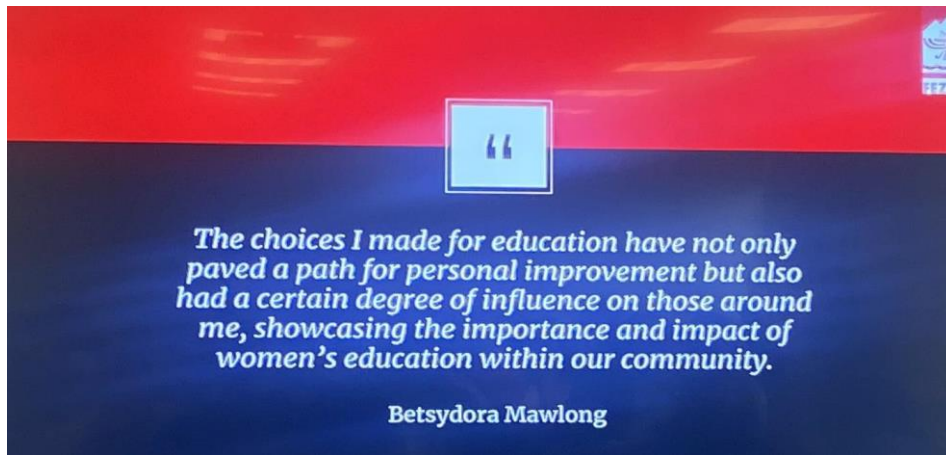 “
The choices I made for education have not only
paved a path for personal improvement but also
had a certain degree of influence on those around
me, showcasing the importance and impact of
women’s education within our community.
Betsydora Mawlong